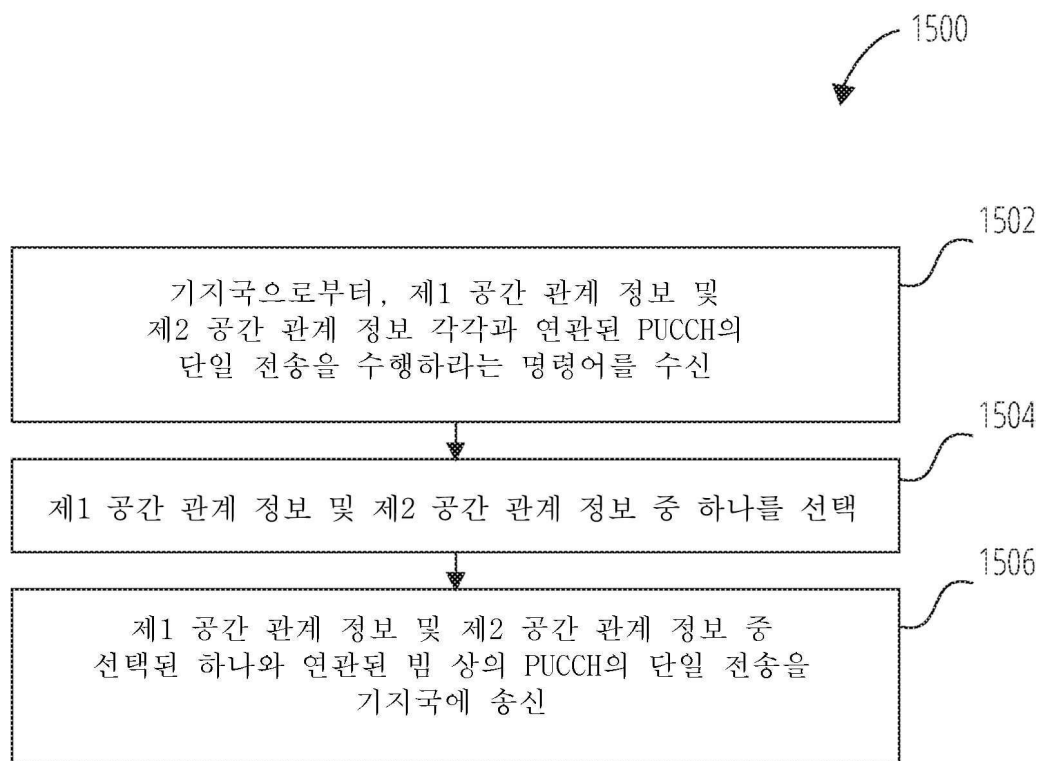 1500
1502
기지국으로부터, 제1 공간 관계 정보 및
제2 공간 관계 정보 각각과 연관된 PUCCH의
단일 전송을 수행하라는 명령어를 수신
1504
제1 공간 관계 정보 및 제2 공간 관계 정보 중 하나를 선택
1506
제1 공간 관계 정보 및 제2 공간 관계 정보 중
선택된 하나와 연관된 빔 상의 PUCCH의 단일 전송을
기지국에 송신